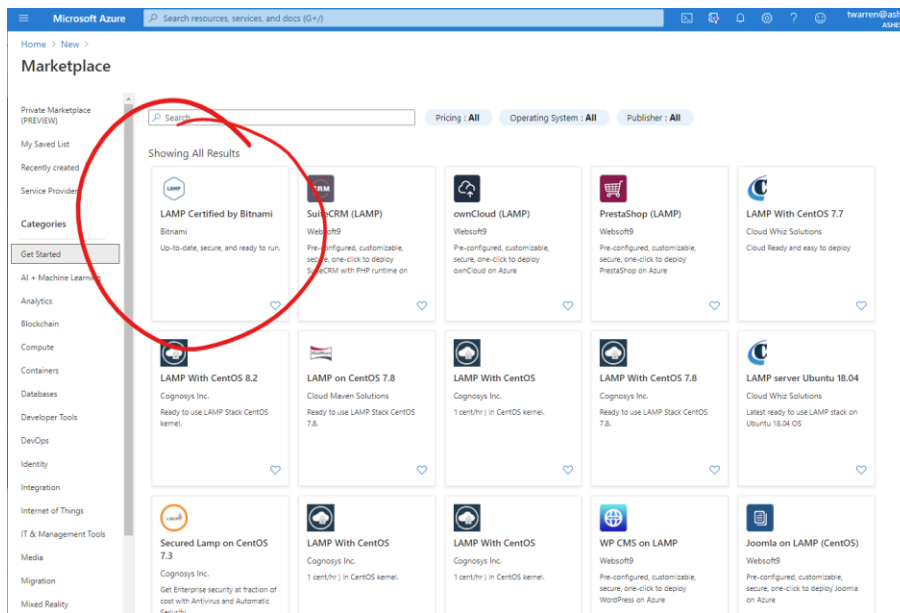 Microsoft Azure
Search resources, services, and docs (G+/)
twarren@ash
ASHE
Home > New >
Marketplace
Private Marketplace
(PREVIEW)
My Saved List
Recently created
Service Provider
Categories
Get Started
AI + Machine Learning
Analytics
Blockchain
Compute
Containers
Databases
Developer Tools
DevOps
Identity
Integration
Internet of Things
IT & Management Tools
Media
Migration
Mixed Reality
Search
Pricing : All
Operating System : All
Publisher : All
Showing All Results
LAMP
LAMP Certified by Bitnami
Bitnami
Up-to-date, secure, and ready to run.
CRM
SuiteCRM (LAMP)
Websoft9
Pre-configured, customizable,
secure, one-click to deploy
SuiteCRM with PHP runtime on
ownCloud (LAMP)
Websoft9
Pre-configured, customizable,
secure, one-click to deploy
ownCloud on Azure
PrestaShop (LAMP)
Websoft9
Pre-configured, customizable,
secure, one-click to deploy
PrestaShop on Azure
LAMP With CentOS 7.7
Cloud Whiz Solutions
Cloud Ready and easy to deploy
LAMP With CentOS 8.2
Cognosys Inc.
Ready to use LAMP Stack CentOS
kernel.
LAMP on CentOS 7.8
Cloud Maven Solutions
Ready to use LAMP Stack CentOS
7.8.
LAMP With CentOS
Cognosys Inc.
1 cent/hr ) in CentOS kernel.
LAMP With CentOS 7.8
Cognosys Inc.
Ready to use LAMP Stack CentOS
7.8.
LAMP server Ubuntu 18.04
Cloud Whiz Solutions
Latest ready to use LAMP stack on
Ubuntu 18.04 OS
Secured Lamp on CentOS
7.3
Cognosys Inc.
Get Enterprise security at fraction of
cost with Antivirus and Automatic
Security
LAMP With CentOS
Cognosys Inc.
1 cent/hr ) in CentOS kernel.
LAMP With CentOS
Cognosys Inc.
1 cent/hr ) in CentOS kernel.
WP CMS on LAMP
Websoft9
Pre-configured, customizable,
secure, one-click to deploy
WordPress on Azure
Joomla on LAMP (CentOS)
Websoft9
Pre-configured, customizable,
secure, one-click to deploy Joomla
on Azure